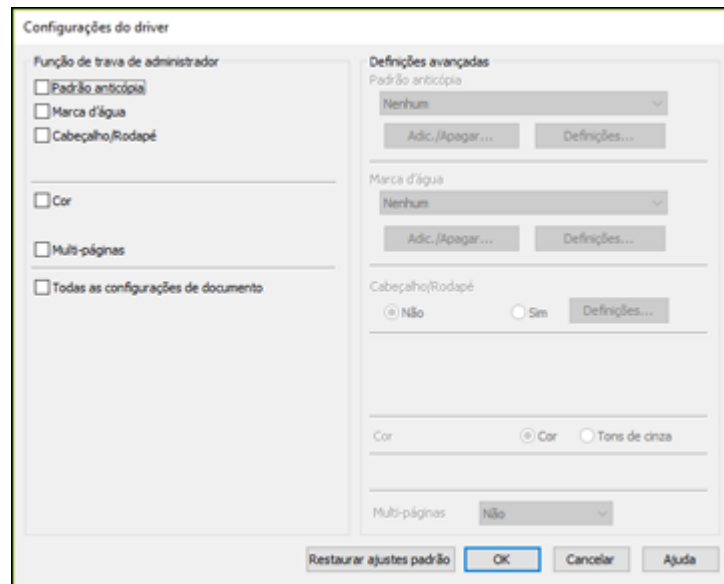 Configurações do driver
Função de trava de administrador
Padrão anticópia
Marca d'água
Cabeçalho/Rodapé
Cor
Multi-páginas
Todas as configurações de documento
Definições avançadas
Padrão anticópia
Nenhum
Adic./Apagar... Definições...
Marca d'água
Nenhum
Adic./Apagar... Definições...
Cabeçalho/Rodapé
Não Sim Definições...
Cor Cor Tons de cinza
Multi-páginas Não
Restaurar ajustes padrão OK Cancelar Ajuda